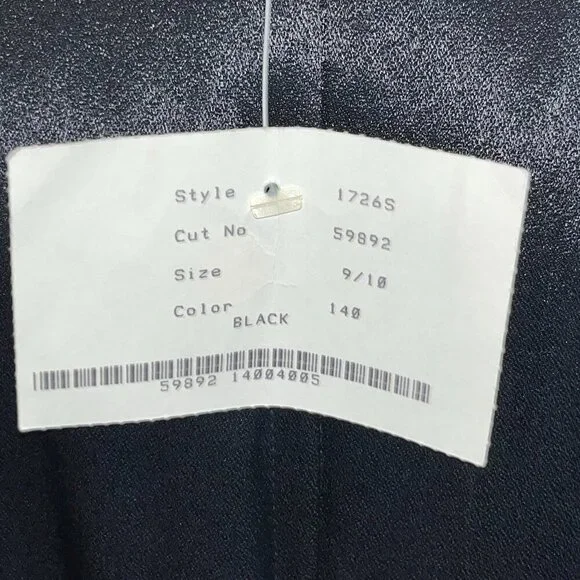 Style 1726S
Cut No 59892
Size 9/10
Color 140
BLACK
59892 14004005